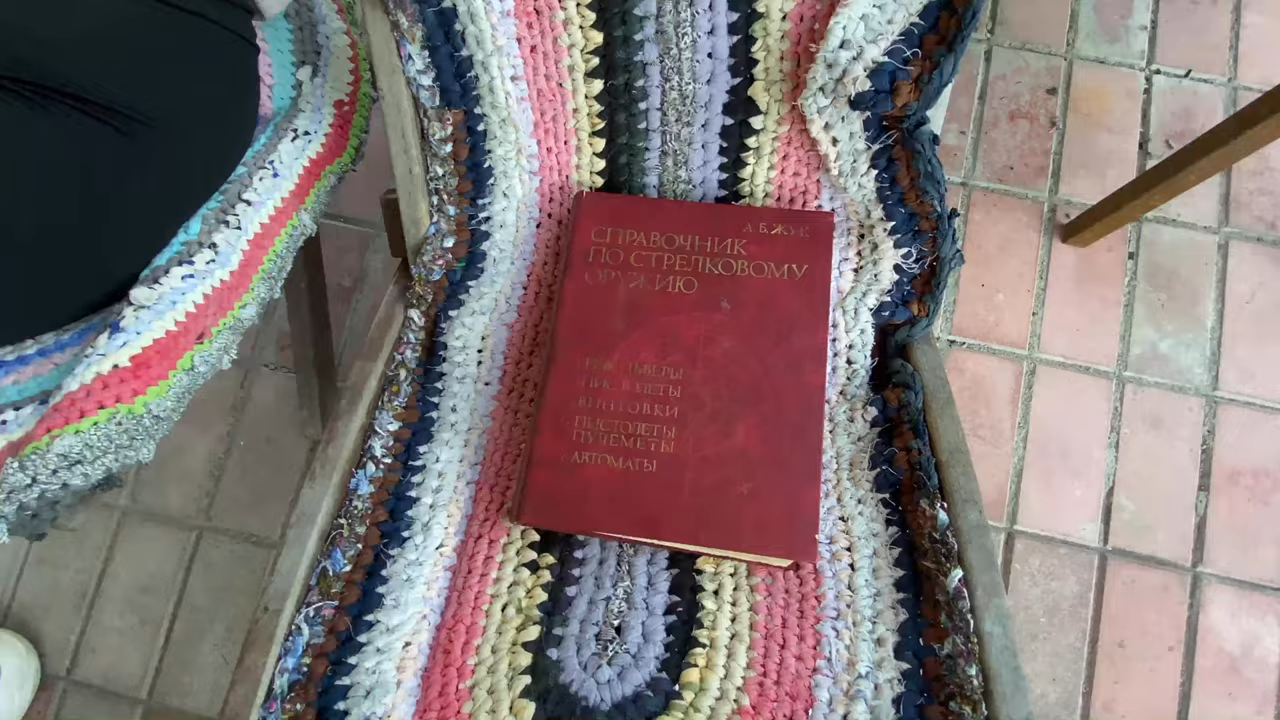 А. Б. ЖУК
СПРАВОЧНИК
ПО СТРЕЛКОВОМУ
ОРУЖИЮ
РЕВОЛЬВЕРЫ
ПИСТОЛЕТЫ
ВИНТОВКИ
ПИСТОЛЕТЫ-
ПУЛЕМЕТЫ
АВТОМАТЫ